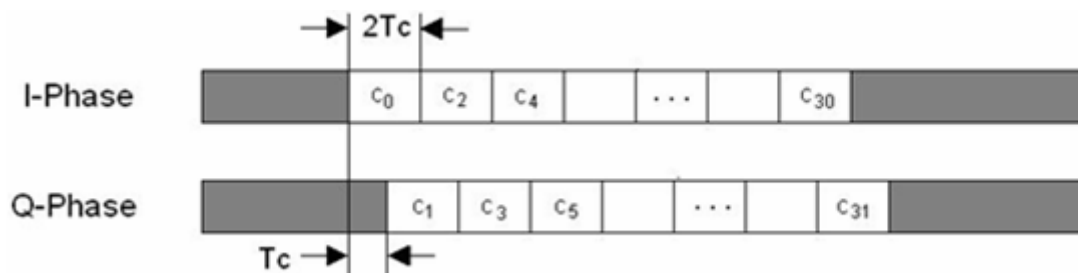 2Tc
I-Phase C0 C2 C4 ... C30
Q-Phase C1 C3 C5 ... C31
Tc